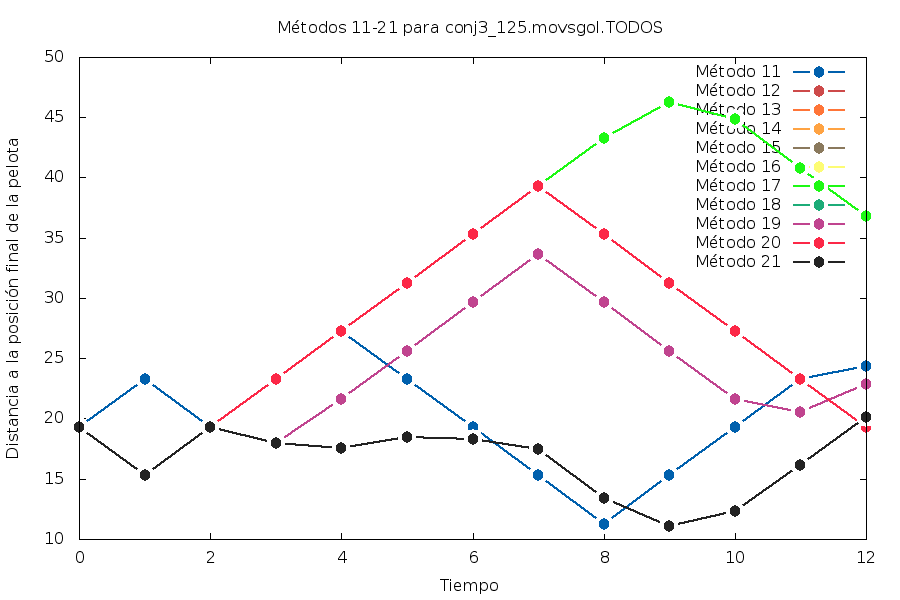 Métodos 11-21 para conj3_125.movsgol.TODOS
Distancia a la posición final de la pelota
50
45
40
35
30
25
20
15
10
0 2 4 6 8 10 12
Tiempo
Método 11
Método 12
Método 13
Método 14
Método 15
Método 16
Método 17
Método 18
Método 19
Método 20
Método 21